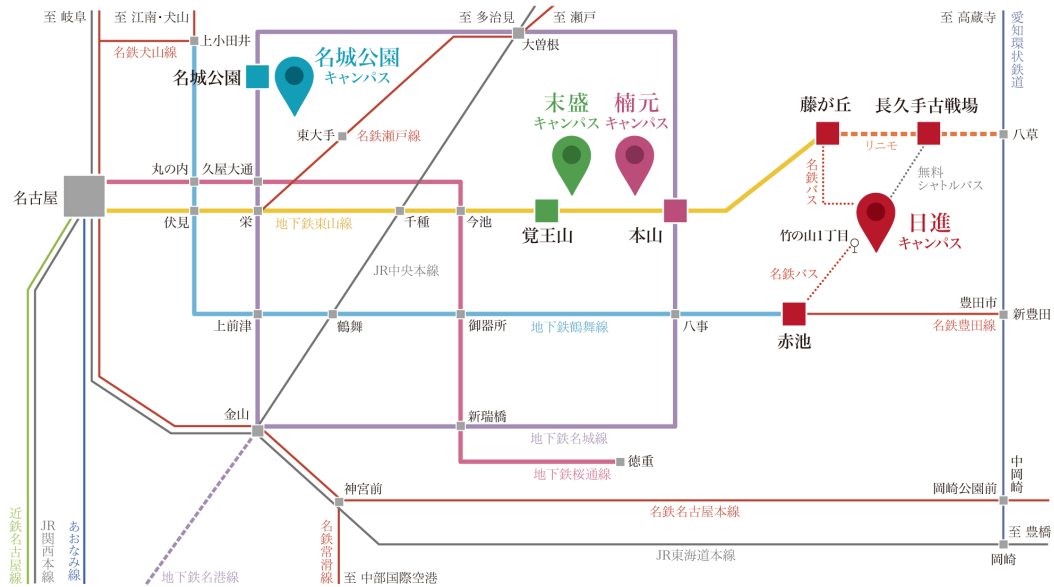 至 岐阜
至 江南・犬山
至 多治見
至 瀬戸
至 高蔵寺
愛知環状鉄道
名鉄犬山線
上小田井
大曽根
名城公園
名城公園
キャンパス
東大手
名鉄瀬戸線
末盛
キャンパス
楠元
キャンパス
藤が丘
長久手古戦場
リニモ
八草
丸の内
久屋大通
名鉄バス
無料
シャトルバス
名古屋
伏見
栄
地下鉄東山線
千種
今池
覚王山
本山
竹の山1丁目
日進
キャンパス
JR中央本線
名鉄バス
上前津
鶴舞
御器所
地下鉄鶴舞線
八事
赤池
豊田市
新豊田
名鉄豊田線
金山
新瑞橋
地下鉄名城線
徳重
地下鉄桜通線
中岡崎
神宮前
岡崎公園前
名鉄名古屋本線
近鉄名古屋線
JR関西本線
あおなみ線
地下鉄名港線
名鉄常滑線
至 中部国際空港
JR東海道本線
至 豊橋
岡崎